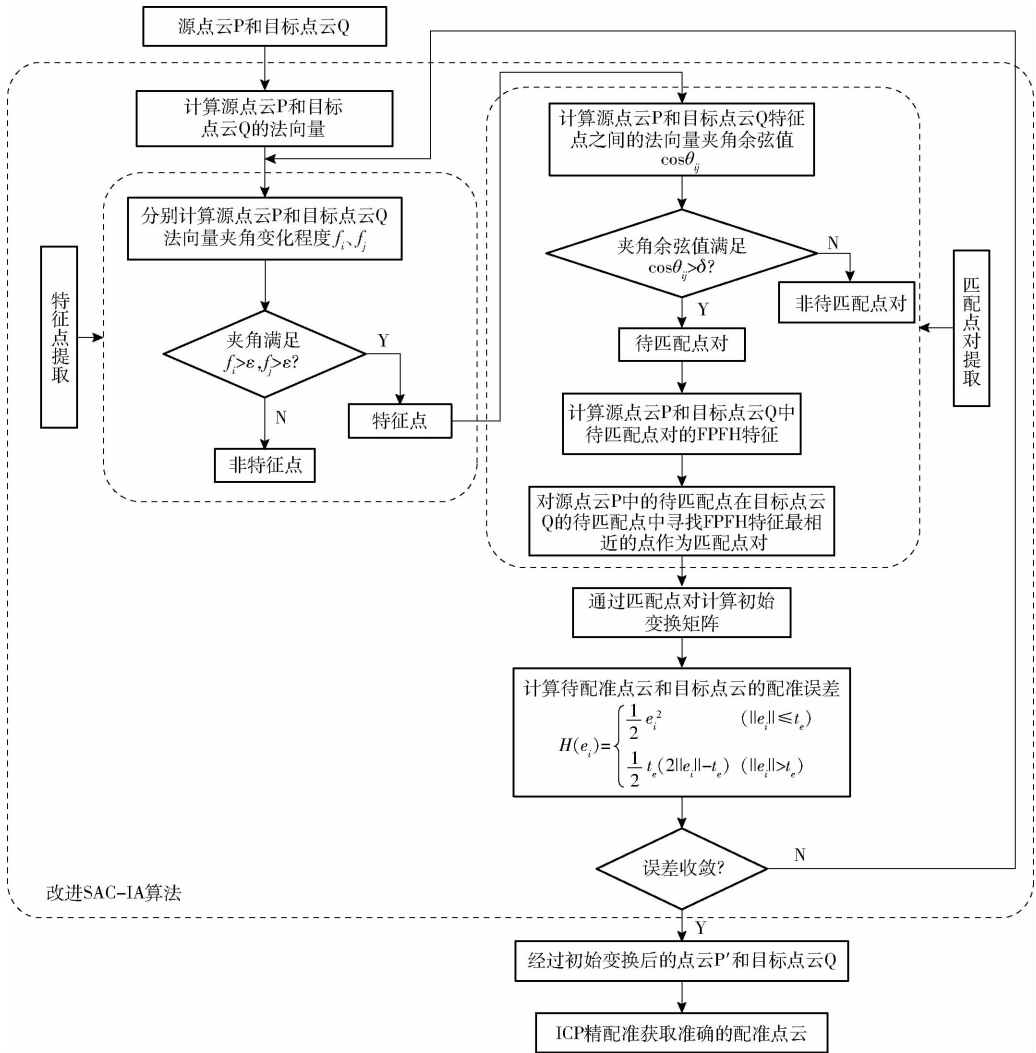 源点云P和目标点云Q
计算源点云P和目标
点云Q的法向量
分别计算源点云P和目标点云Q
法向量夹角变化程度f_i、f_j
特征点提取
夹角满足
f_i>ε,f_j>ε?
Y
N
特征点
非特征点
计算源点云P和目标点云Q特征
点之间的法向量夹角余弦值
cosθ_ij
夹角余弦值满足
cosθ_ij>δ?
N
Y
非待匹配点对
待匹配点对
匹配点对提取
计算源点云P和目标点云Q中
待匹配点对的FPFH特征
对源点云P中的待匹配点在目标点云
Q的待匹配点中寻找FPFH特征最相
近的点作为匹配点对
通过匹配点对计算初始
变换矩阵
计算待配准点云和目标点云的配准误差
H(e_i)={ 1/2 e_i² (||e_i||≤t_e)
1/2 t_e(2||e_i||-t_e) (||e_i||>t_e)
误差收敛?
N
Y
改进SAC-IA算法
经过初始变换后的点云P′和目标点云Q
ICP精配准获取准确的配准点云